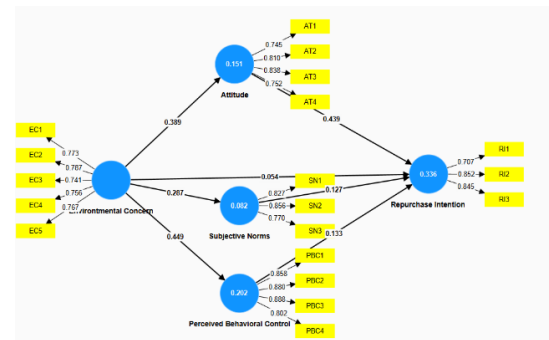 AT1
0.745
AT2
0.810
0.151
0.838
AT3
0.752
Attitude
AT4
0.389
0.439
EC1
0.773
EC2
0.767
EC3
0.741
0.054
0.707
RI1
0.336
0.852
RI2
0.845
RI3
EC4
0.756
0.767
EC5
Environmental Concern
0.287
SN1
0.827
0.127
0.082
0.856
SN2
0.770
SN3
Repurchase Intention
Subjective Norms
0.133
0.449
PBC1
0.858
PBC2
0.880
0.202
0.888
PBC3
0.802
Perceived Behavioral Control
PBC4